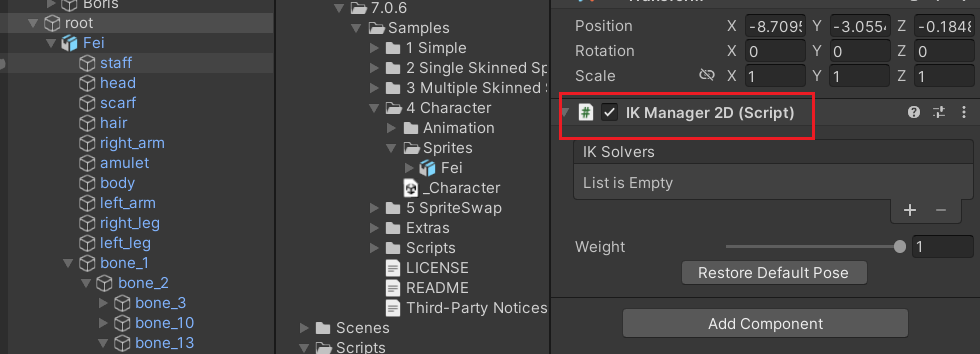 Boris
root
Fei
staff
head
scarf
hair
right_arm
amulet
body
left_arm
right_leg
left_leg
bone_1
bone_2
bone_3
bone_10
bone_13
7.0.6
Samples
1 Simple
2 Single Skinned Sp
3 Multiple Skinned S
4 Character
Animation
Sprites
Fei
_Character
5 SpriteSwap
Extras
Scripts
LICENSE
README
Third-Party Notices
Scenes
Scripts
Position X -8.7095 Y -3.0554 Z -0.1848
Rotation X 0 Y 0 Z 0
Scale X 1 Y 1 Z 1
# IK Manager 2D (Script)
IK Solvers
List is Empty
+ −
Weight 1
Restore Default Pose
Add Component